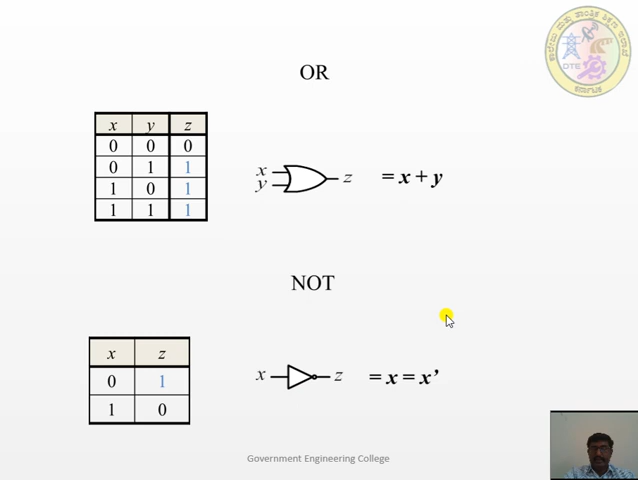 OR
x y z
0 0 0
0 1 1
1 0 1
1 1 1
x
y
z
= x + y
NOT
x z
0 1
1 0
x
z
= x = x’
Government Engineering College
DTE